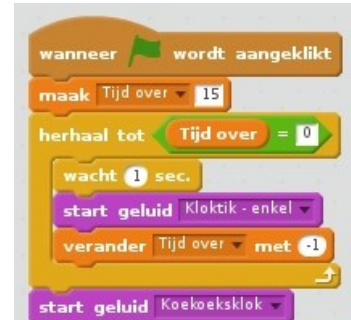 wanneer wordt aangeklikt
maak Tijd over 15
herhaal tot Tijd over = 0
wacht 1 sec.
start geluid Kloktik - enkel
verander Tijd over met -1
start geluid Koekoeksklok